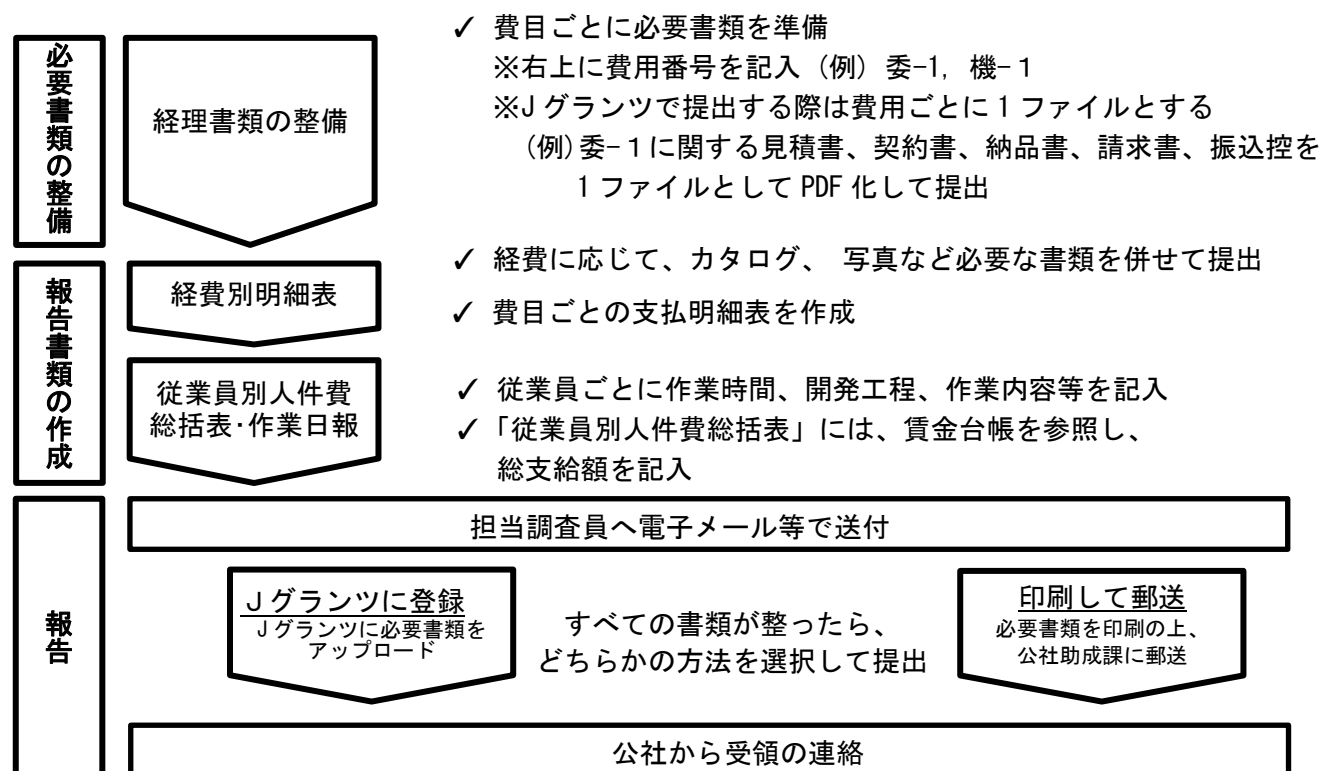 必要書類の整備
経理書類の整備
✓ 費目ごとに必要書類を準備
※右上に費用番号を記入（例）委-1, 機-１
※Jグランツで提出する際は費用ごとに1ファイルとする
(例)委-１に関する見積書、契約書、納品書、請求書、振込控を
1ファイルとしてPDF化して提出
報告書類の作成
経費別明細表
✓ 経費に応じて、カタログ、 写真など必要な書類を併せて提出
✓ 費目ごとの支払明細表を作成
従業員別人件費
総括表･作業日報
✓ 従業員ごとに作業時間、開発工程、作業内容等を記入
✓「従業員別人件費総括表」には、賃金台帳を参照し、
総支給額を記入
報告
担当調査員へ電子メール等で送付
Ｊグランツに登録
Ｊグランツに必要書類を
アップロード
すべての書類が整ったら、
どちらかの方法を選択して提出
印刷して郵送
必要書類を印刷の上、
公社助成課に郵送
公社から受領の連絡